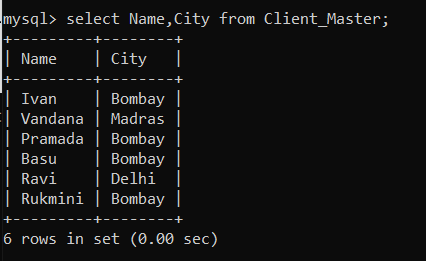 mysql> select Name,City from Client_Master;
+---------+--------+
| Name    | City   |
+---------+--------+
| Ivan    | Bombay |
| Vandana | Madras |
| Pramada | Bombay |
| Basu    | Bombay |
| Ravi    | Delhi  |
| Rukmini | Bombay |
+---------+--------+
6 rows in set (0.00 sec)